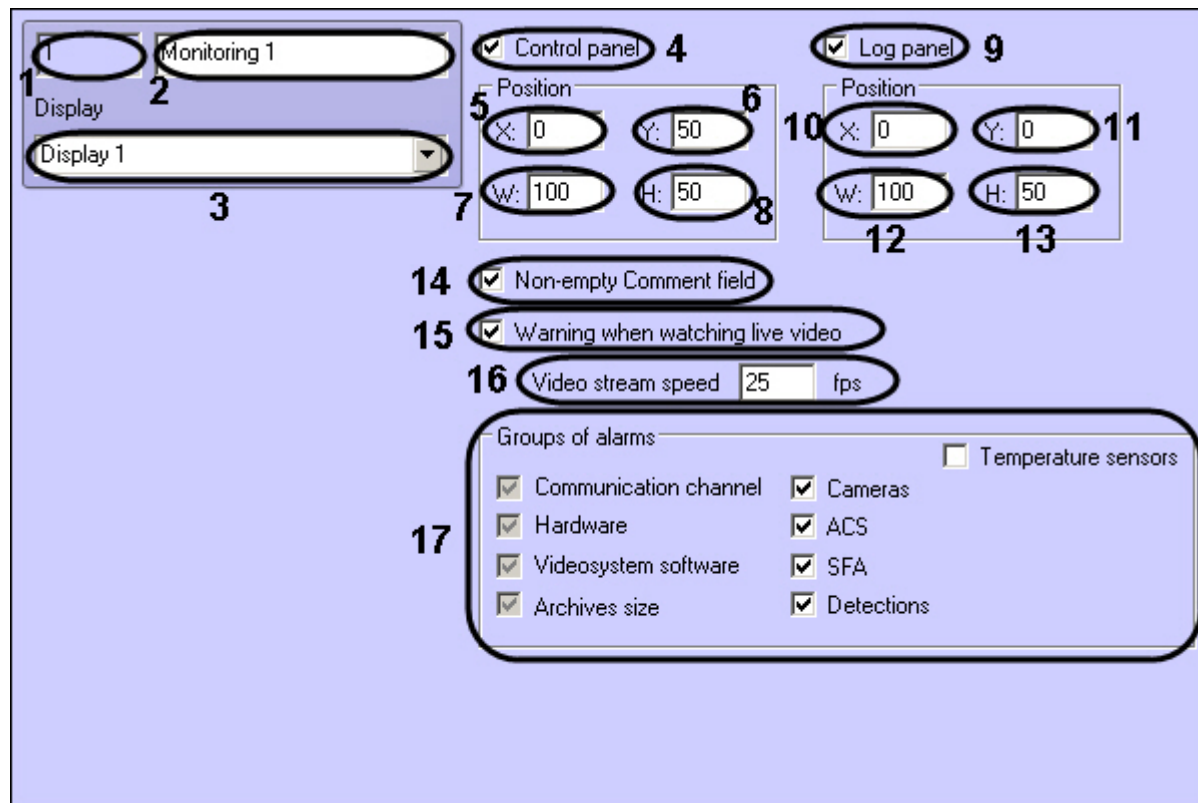 1 Monitoring 1
1 2
Display
Display 1
3
Control panel 4
Position
5 X: 0 Y: 50 6
7 W: 100 H: 50 8
Log panel 9
Position
10 X: 0 Y: 0 11
W: 100 H: 50
12 13
14 Non-empty Comment field
15 Warning when watching live video
16 Video stream speed 25 fps
Groups of alarms
Temperature sensors
Communication channel Cameras
Hardware ACS
17
Videosystem software SFA
Archives size Detections